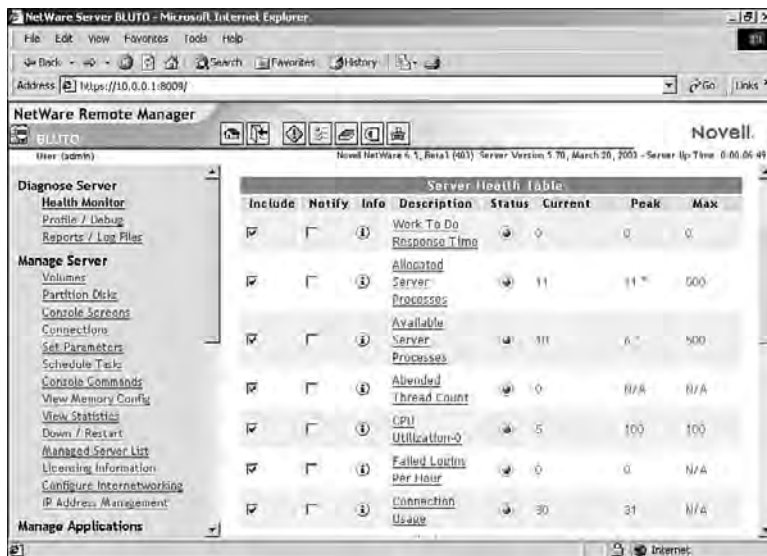 NetWare Server BLUTO - Microsoft Internet Explorer
File Edit View Favorites Tools Help
Back Search Favorites History
Address https://10.0.0.1:8009/ Go Links
NetWare Remote Manager
BLUTO
Novell.
User (admin)
Novell NetWare 6.5, Beta1 (403) Server Version 5.70, March 20, 2003 - Server Up Time 0:00:06:49
Diagnose Server
Health Monitor
Profile / Debug
Reports / Log Files
Manage Server
Volumes
Partition Disks
Console Screens
Connections
Set Parameters
Schedule Tasks
Console Commands
View Memory Config
View Statistics
Down / Restart
Managed Server List
Licensing Information
Configure Internetworking
IP Address Management
Manage Applications
Server Health Table
Include Notify Info Description Status Current Peak Max
Work To Do
Response Time
0 0 0
Allocated
Server
Processes
11 11 * 500
Available
Server
Processes
10 6 * 500
Abended
Thread Count
0 N/A N/A
CPU
Utilization-0
5 100 100
Failed Logins
Per Hour
0 0 N/A
Connection
Usage
30 31 N/A
Internet